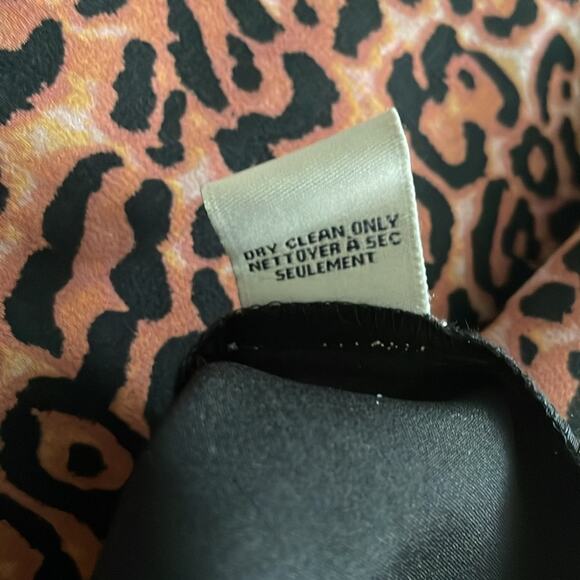 DRY CLEAN ONLY
NETTOYER À SEC
SEULEMENT